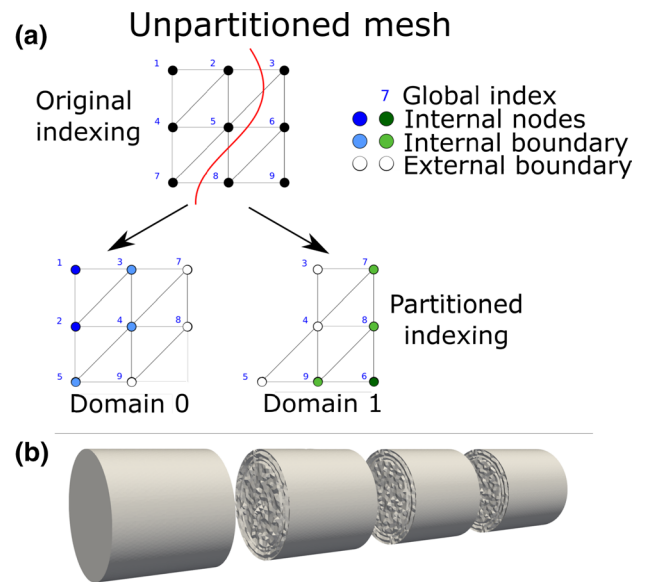 (a)
Unpartitioned mesh
Original
indexing
1 2 3
4 5 6
7 8 9
7 Global index
Internal nodes
Internal boundary
External boundary
1 3 7
2 4 8
5 9
Domain 0
3 7
4 8
5 9 6
Domain 1
Partitioned
indexing
(b)